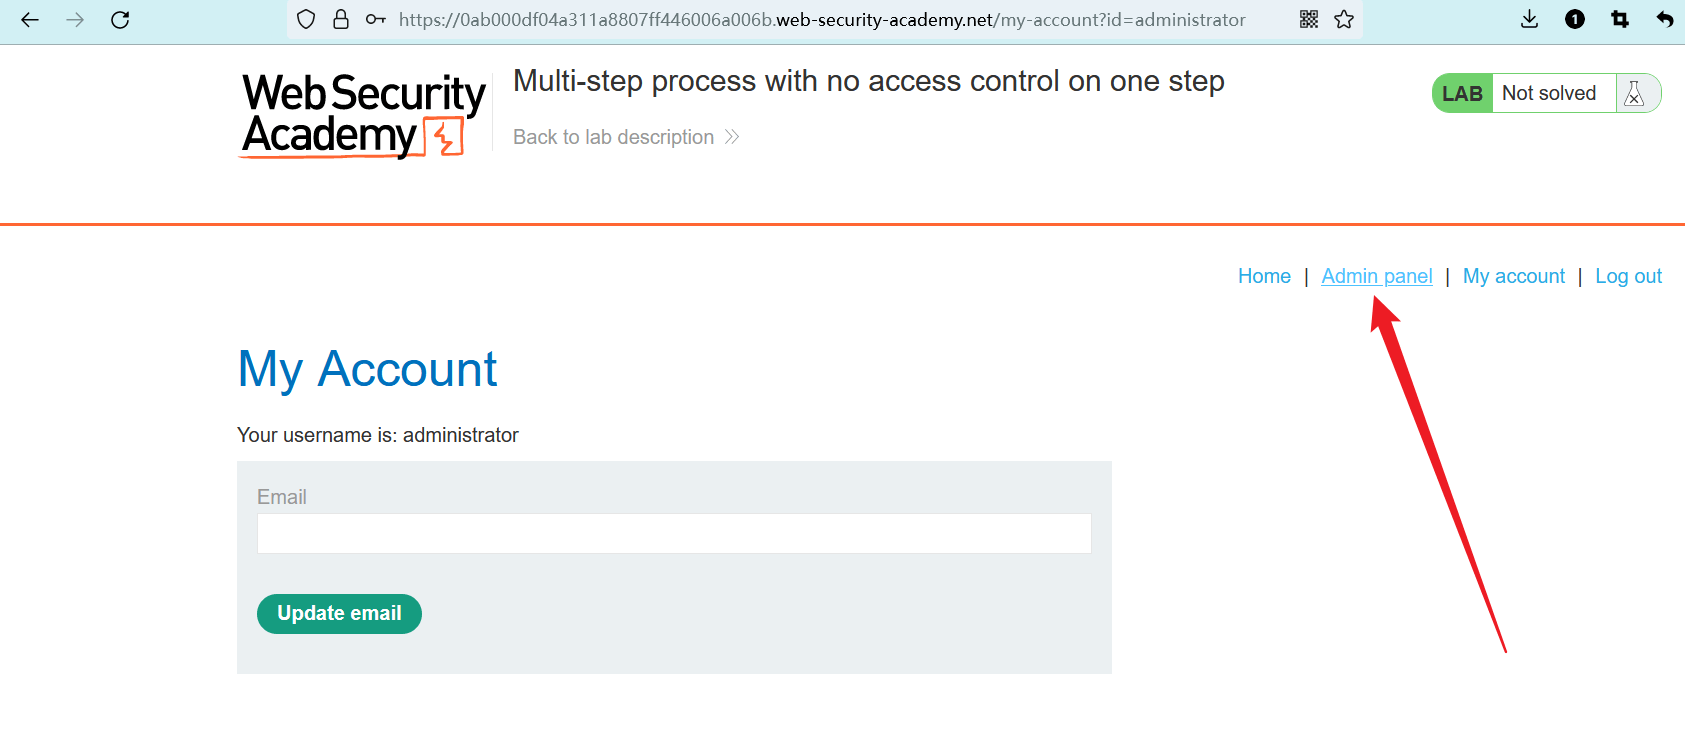 https://0ab000df04a311a8807ff446006a006b.web-security-academy.net/my-account?id=administrator
1
Web Security
Academy
Multi-step process with no access control on one step
Back to lab description
LAB Not solved
Home | Admin panel | My account | Log out
My Account
Your username is: administrator
Email
Update email